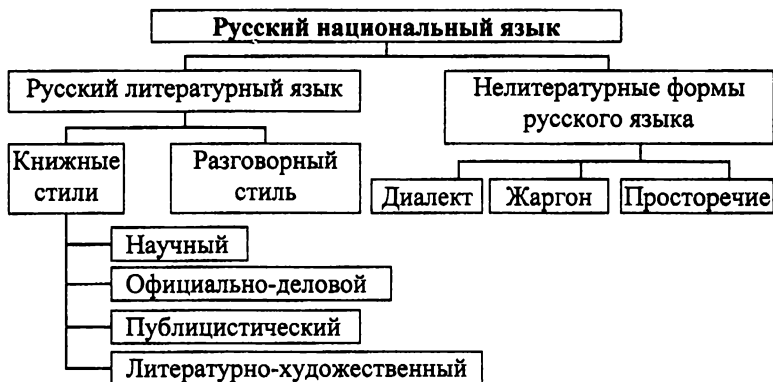 Русский национальный язык
Русский литературный язык
Нелитературные формы
русского языка
Книжные
стили
Разговорный
стиль
Диалект
Жаргон
Просторечие
Научный
Официально-деловой
Публицистический
Литературно-художественный